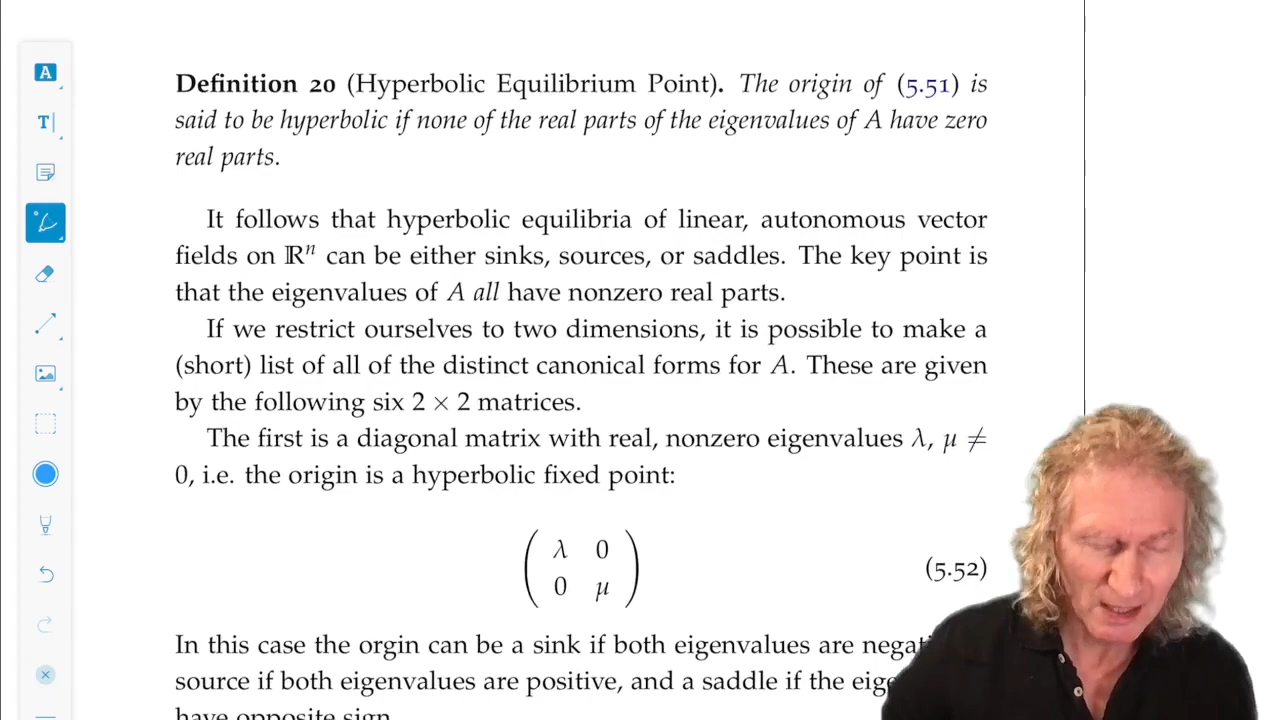 Definition 20 (Hyperbolic Equilibrium Point). The origin of (5.51) is
said to be hyperbolic if none of the real parts of the eigenvalues of A have zero
real parts.
It follows that hyperbolic equilibria of linear, autonomous vector
fields on ℝⁿ can be either sinks, sources, or saddles. The key point is
that the eigenvalues of A all have nonzero real parts.
If we restrict ourselves to two dimensions, it is possible to make a
(short) list of all of the distinct canonical forms for A. These are given
by the following six 2 × 2 matrices.
The first is a diagonal matrix with real, nonzero eigenvalues λ, μ ≠
0, i.e. the origin is a hyperbolic fixed point:
( λ 0
0 μ ) (5.52)
In this case the orgin can be a sink if both eigenvalues are
source if both eigenvalues are positive, and a saddle if the
have opposite sign
A
T